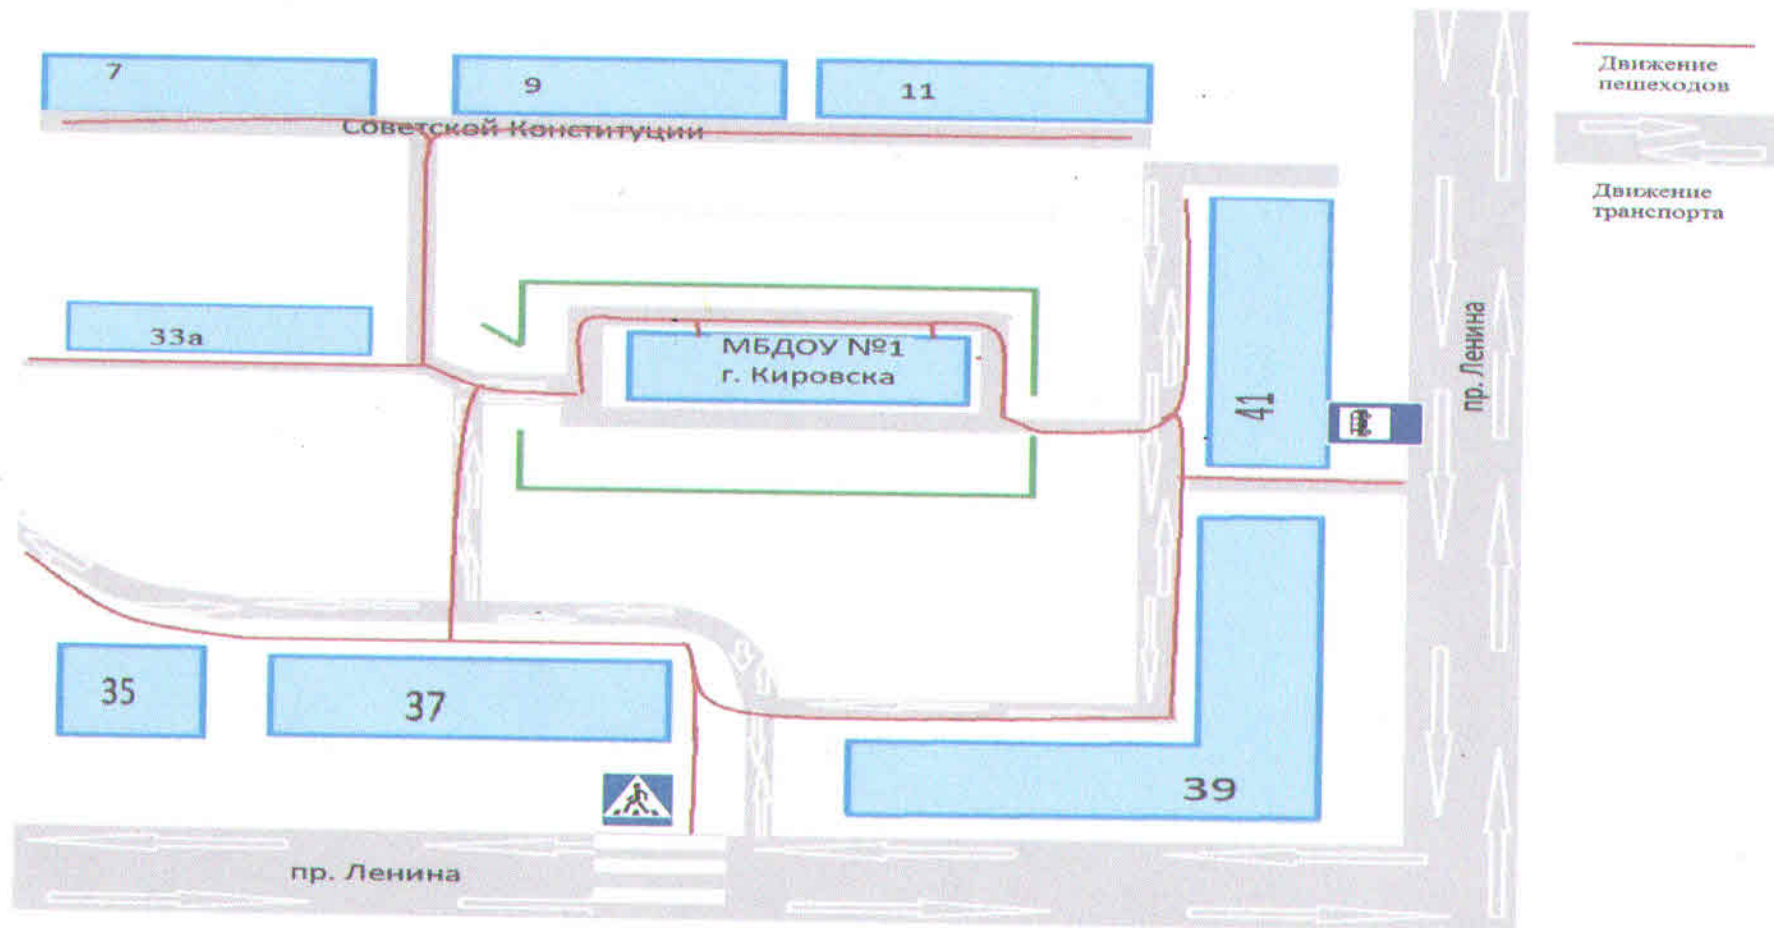 7
9
11
Советской Конституции
Движение
пешеходов
Движение
транспорта
33а
МБДОУ №1
г. Кировска
41
пр. Ленина
35
37
39
пр. Ленина